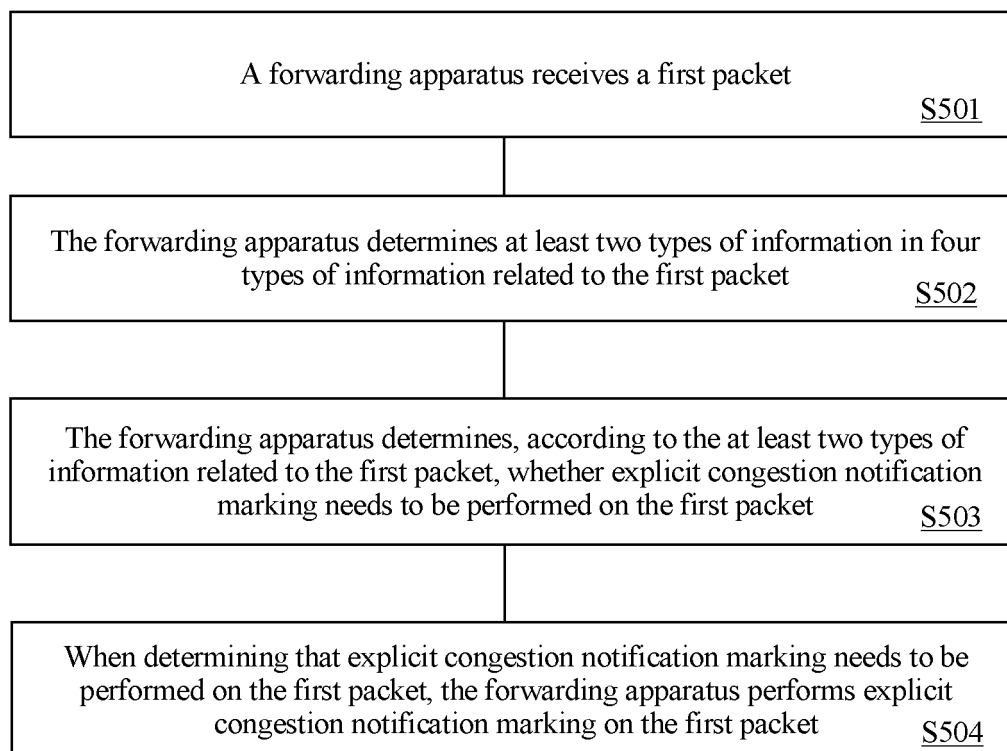 A forwarding apparatus receives a first packet
S501
The forwarding apparatus determines at least two types of information in four
types of information related to the first packet
S502
The forwarding apparatus determines, according to the at least two types of
information related to the first packet, whether explicit congestion notification
marking needs to be performed on the first packet
S503
When determining that explicit congestion notification marking needs to be
performed on the first packet, the forwarding apparatus performs explicit
congestion notification marking on the first packet
S504